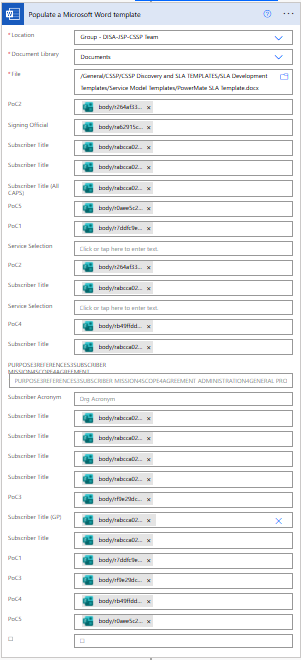 Populate a Microsoft Word template
* Location
Group - DISA-JSP-CSSP Team
* Document Library
Documents
* File
/General/CSSP/CSSP Discovery and SLA TEMPLATES/SLA Development
Templates/Service Model Templates/PowerMate SLA Template.docx
PoC2
body/r264af33... ×
Signing Official
body/ra62915c... ×
Subscriber Title
body/rabcca02... ×
Subscriber Title
body/rabcca02... ×
Subscriber Title (All
CAPS)
body/rabcca02... ×
PoC5
body/r0aee5c2... ×
PoC1
body/r7ddfc9e... ×
Service Selection
Click or tap here to enter text.
PoC2
body/r264af33... ×
Subscriber Title
body/rabcca02... ×
Service Selection
Click or tap here to enter text.
PoC4
body/rb49ffdd... ×
Subscriber Title
body/rabcca02... ×
PURPOSE3REFERENCES3SUBSCRIBER
MISSION4SCOPE4AGREEMENT
PURPOSE3REFERENCES3SUBSCRIBER MISSION4SCOPE4AGREEMENT ADMINISTRATION4GENERAL PRO
Subscriber Acronym
Org Acronym
Subscriber Title
body/rabcca02... ×
Subscriber Title
body/rabcca02... ×
Subscriber Title
body/rabcca02... ×
Subscriber Title
body/rabcca02... ×
PoC3
body/rf9e29dc... ×
Subscriber Title (GP)
body/rabcca02... ×
Subscriber Title
body/rabcca02... ×
PoC1
body/r7ddfc9e... ×
PoC3
body/rf9e29dc... ×
PoC4
body/rb49ffdd... ×
PoC5
body/r0aee5c2... ×
☐
☐